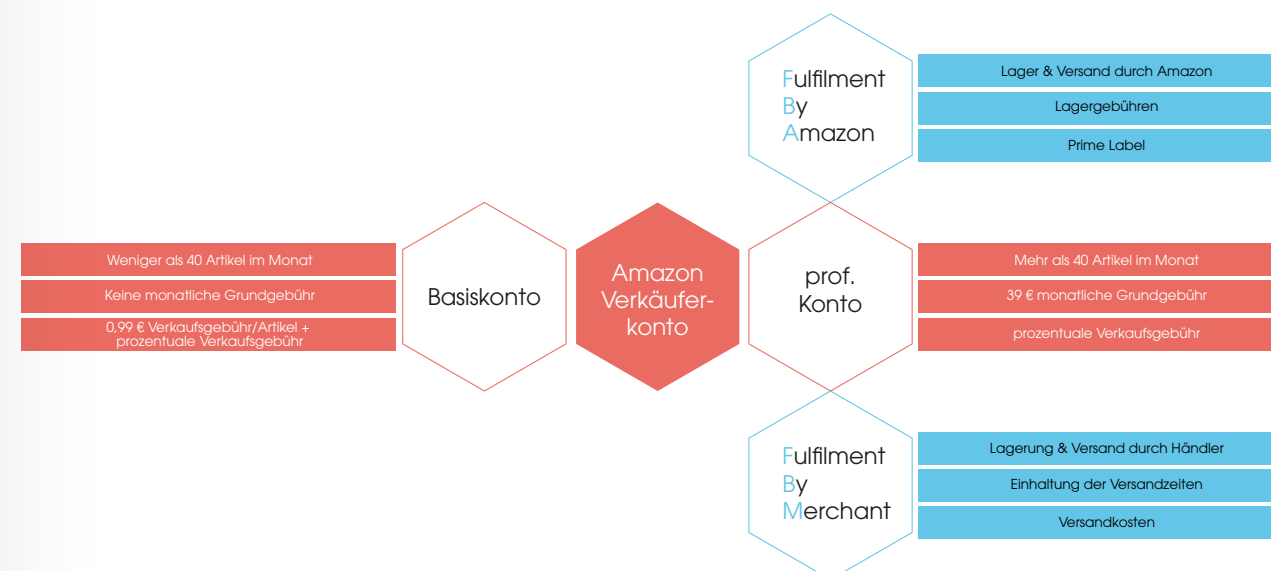 Fulfilment
By
Amazon
Lager & Versand durch Amazon
Lagergebühren
Prime Label
Weniger als 40 Artikel im Monat
Keine monatliche Grundgebühr
0,99 € Verkaufsgebühr/Artikel +
prozentuale Verkaufsgebühr
Basiskonto
Amazon
Verkäufer-
konto
prof.
Konto
Mehr als 40 Artikel im Monat
39 € monatliche Grundgebühr
prozentuale Verkaufsgebühr
Fulfilment
By
Merchant
Lagerung & Versand durch Händler
Einhaltung der Versandzeiten
Versandkosten